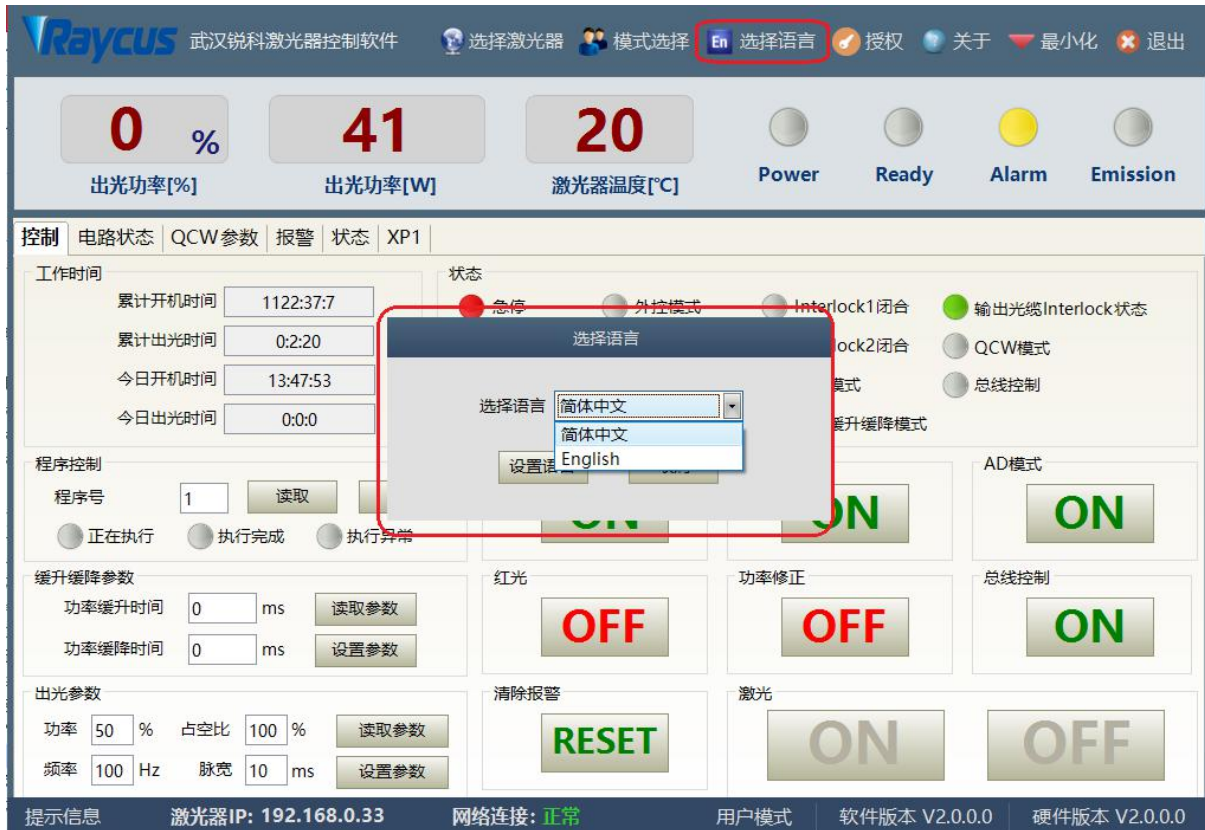 Raycus 武汉锐科激光器控制软件 选择激光器 模式选择 En 选择语言 授权 关于 最小化 退出
0 % 41 20
出光功率[%] 出光功率[W] 激光器温度[℃] Power Ready Alarm Emission
控制 电路状态 QCW参数 报警 状态 XP1
工作时间 状态
累计开机时间 1122:37:7 急停 外控模式 Interlock1闭合 输出光缆Interlock状态
累计出光时间 0:2:20 选择语言 ock2闭合 QCW模式
今日开机时间 13:47:53 模式 总线控制
今日出光时间 0:0:0 选择语言 简体中文 缓升缓降模式
简体中文
English
设置语
程序控制 AD模式
程序号 1 读取 ON ON ON
正在执行 执行完成 执行异常
缓升缓降参数 红光 功率修正 总线控制
功率缓升时间 0 ms 读取参数 OFF OFF ON
功率缓降时间 0 ms 设置参数
出光参数 清除报警 激光
功率 50 % 占空比 100 % 读取参数 RESET ON OFF
频率 100 Hz 脉宽 10 ms 设置参数
提示信息 激光器IP: 192.168.0.33 网络连接: 正常 用户模式 软件版本 V2.0.0.0 硬件版本 V2.0.0.0